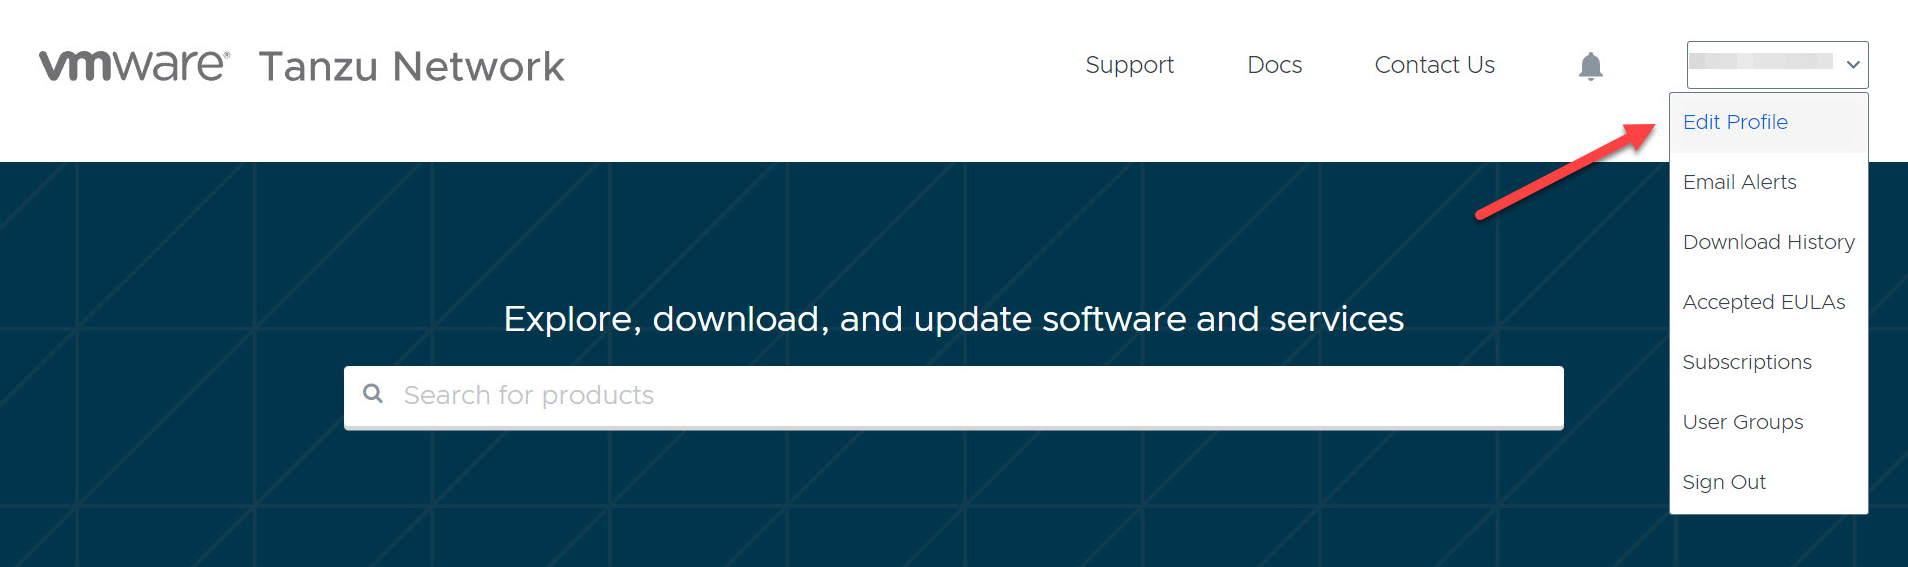 vmware® Tanzu Network
Support
Docs
Contact Us
Edit Profile
Email Alerts
Download History
Accepted EULAs
Subscriptions
User Groups
Sign Out
Explore, download, and update software and services
Search for products